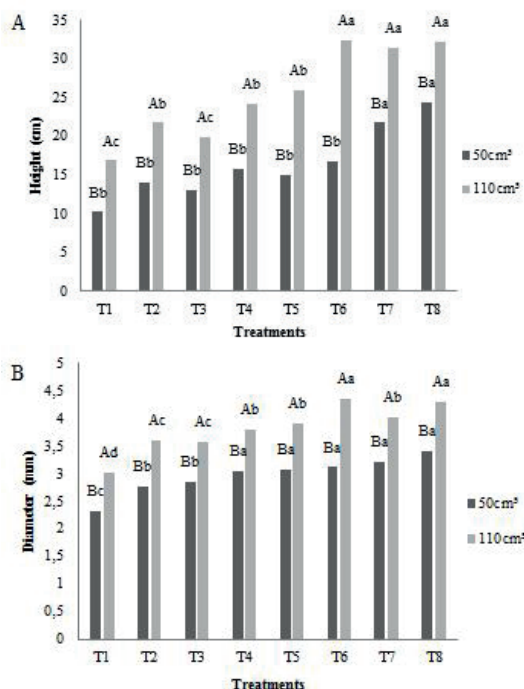 A
Height (cm)
35
30
25
20
15
10
5
0
Bb Ac Bb Ab Bb Ac Bb Ab Bb Ab Bb Aa Ba Aa Ba Aa
T1 T2 T3 T4 T5 T6 T7 T8
Treatments
50cm³
110cm³
B
Diameter (mm)
5
4,5
4
3,5
3
2,5
2
1,5
1
0,5
0
Bc Ad Bb Ac Bb Ac Ba Ab Ba Ab Ba Aa Ba Ab Ba Aa
T1 T2 T3 T4 T5 T6 T7 T8
Treatments
50cm³
110cm³